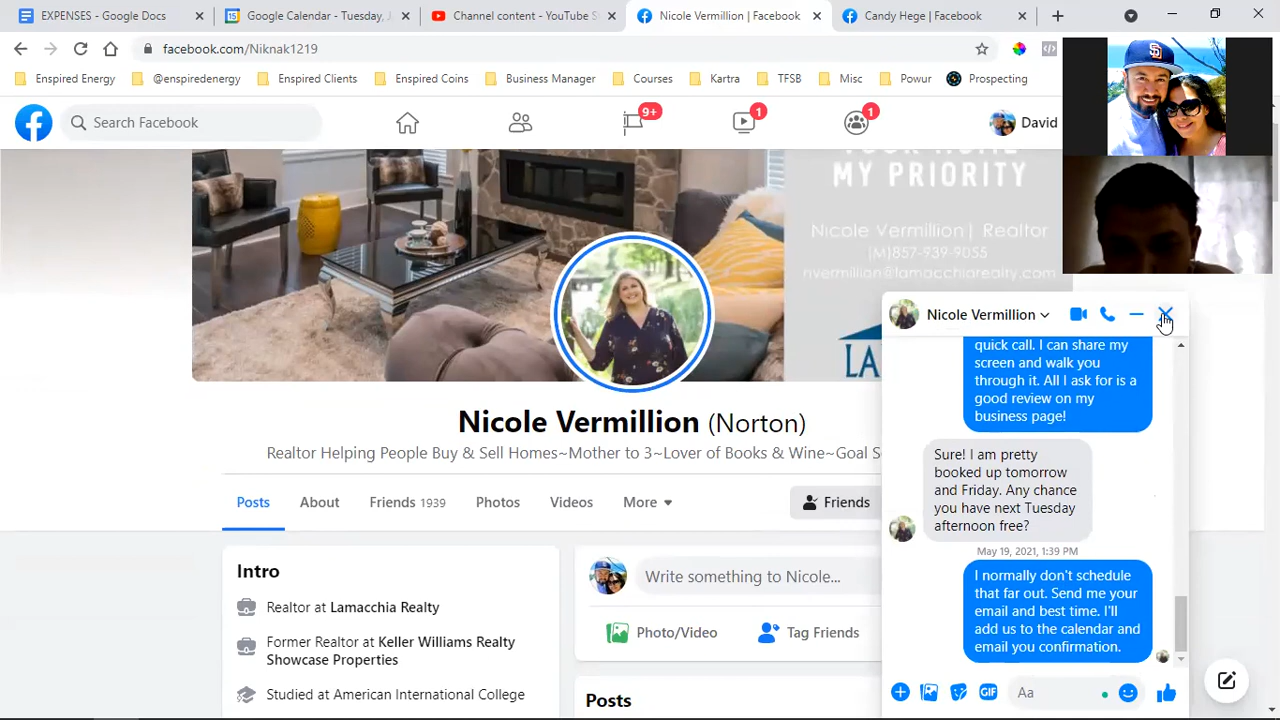 EXPENSES - Google Docs
Google Calendar - Tuesday, J
Channel content - YouTube S
Nicole Vermillion | Facebook
Candy Hege | Facebook
facebook.com/Niknak1219
Enspired Energy
@enspiredenergy
Enspired Clients
Enspired Coins
Business Manager
Courses
Kartra
TFSB
Misc
Powur
Prospecting
Search Facebook
9+
1
1
David
MY PRIORITY
Nicole Vermillion| Realtor
(M)857-939-9055
nvermillion@lamacchiarealty.com
LA
Nicole Vermillion (Norton)
Realtor Helping People Buy & Sell Homes~Mother to 3~Lover of Books & Wine~Goal S
Posts
About
Friends 1939
Photos
Videos
More
Friends
Intro
Realtor at Lamacchia Realty
Former Realtor at Keller Williams Realty
Showcase Properties
Studied at American International College
Write something to Nicole...
Photo/Video
Tag Friends
Posts
Nicole Vermillion
quick call. I can share my
screen and walk you
through it. All I ask for is a
good review on my
business page!
Sure! I am pretty
booked up tomorrow
and Friday. Any chance
you have next Tuesday
afternoon free?
May 19, 2021, 1:39 PM
I normally don't schedule
that far out. Send me your
email and best time. I'll
add us to the calendar and
email you confirmation.
GIF
Aa